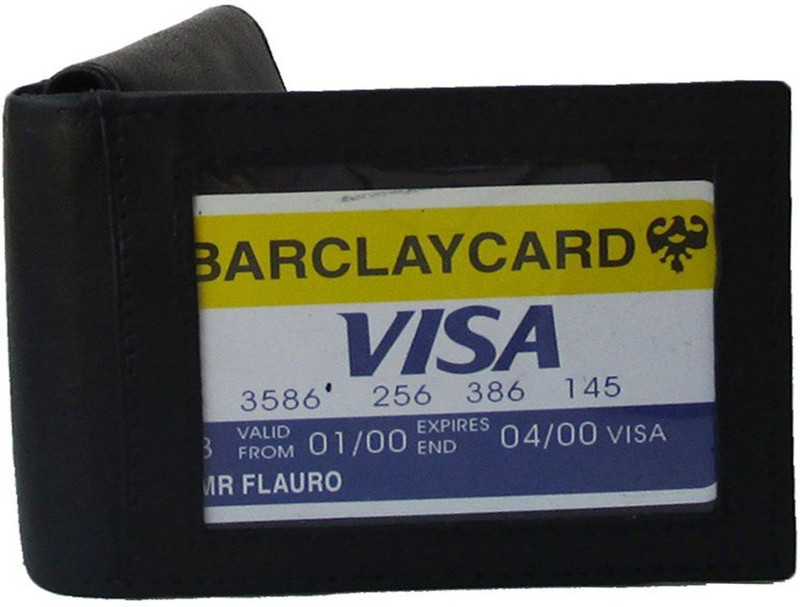 BARCLAYCARD
VISA
3586 256 386 145
VALID FROM 01/00 EXPIRES END 04/00 VISA
MR FLAURO